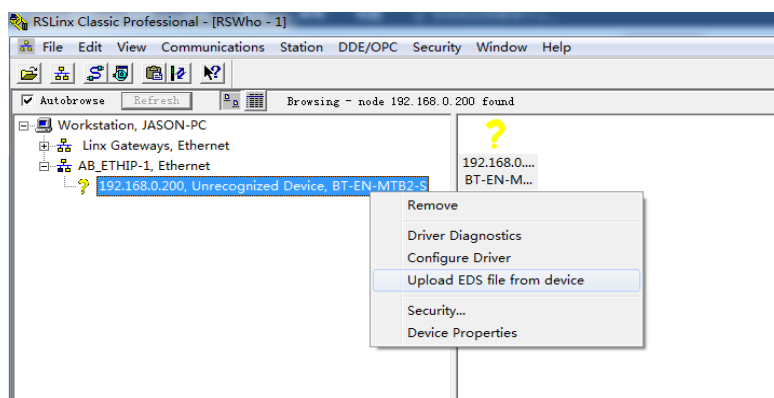 RSLinx Classic Professional - [RSWho - 1]
File Edit View Communications Station DDE/OPC Security Window Help
Autobrowse Refresh Browsing - node 192.168.0.200 found
Workstation, JASON-PC
Linx Gateways, Ethernet
AB_ETHIP-1, Ethernet
192.168.0.200, Unrecognized Device, BT-EN-MTB2-S
192.168.0....
BT-EN-M...
Remove
Driver Diagnostics
Configure Driver
Upload EDS file from device
Security...
Device Properties